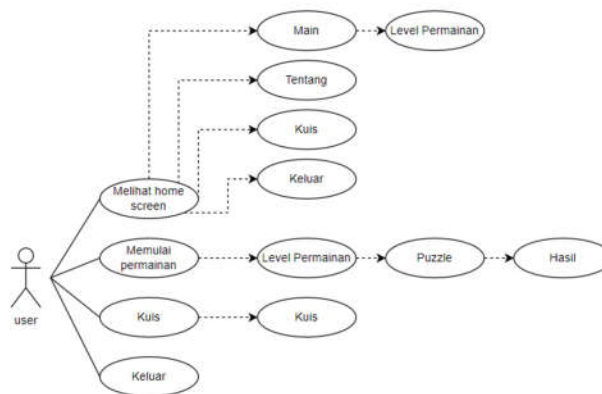 Main
Level Permainan
Tentang
Kuis
Keluar
Melihat home
screen
Memulai
permainan
Level Permainan
Puzzle
Hasil
user
Kuis
Kuis
Keluar